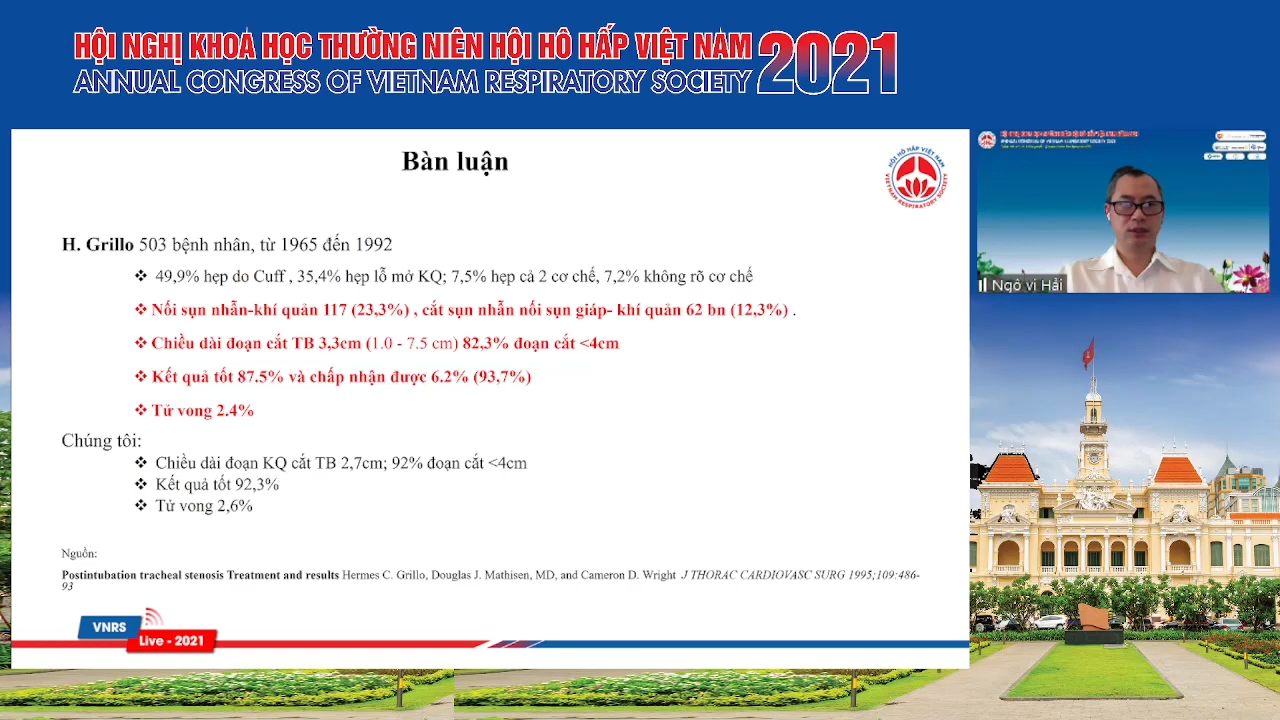 HỘI NGHỊ KHOA HỌC THƯỜNG NIÊN HỘI HÔ HẤP VIỆT NAM 2021
ANNUAL CONGRESS OF VIETNAM RESPIRATORY SOCIETY
Bàn luận
HỘI HÔ HẤP VIỆT NAM
VIETNAM RESPIRATORY SOCIETY
H. Grillo 503 bệnh nhân, từ 1965 đến 1992
❖ 49,9% hẹp do Cuff , 35,4% hẹp lỗ mở KQ; 7,5% hẹp cả 2 cơ chế, 7,2% không rõ cơ chế
❖ Nối sụn nhẫn-khí quản 117 (23,3%) , cắt sụn nhẫn nối sụn giáp- khí quản 62 bn (12,3%) .
❖ Chiều dài đoạn cắt TB 3,3cm (1.0 - 7.5 cm) 82,3% đoạn cắt <4cm
❖ Kết quả tốt 87.5% và chấp nhận được 6.2% (93,7%)
❖ Tử vong 2.4%
Chúng tôi:
❖ Chiều dài đoạn KQ cắt TB 2,7cm; 92% đoạn cắt <4cm
❖ Kết quả tốt 92,3%
❖ Tử vong 2,6%
Nguồn:
Postintubation tracheal stenosis Treatment and results Hermes C. Grillo, Douglas J. Mathisen, MD, and Cameron D. Wright J THORAC CARDIOVASC SURG 1995;109:486-
93
VNRS
Live - 2021
Ngô vi Hải